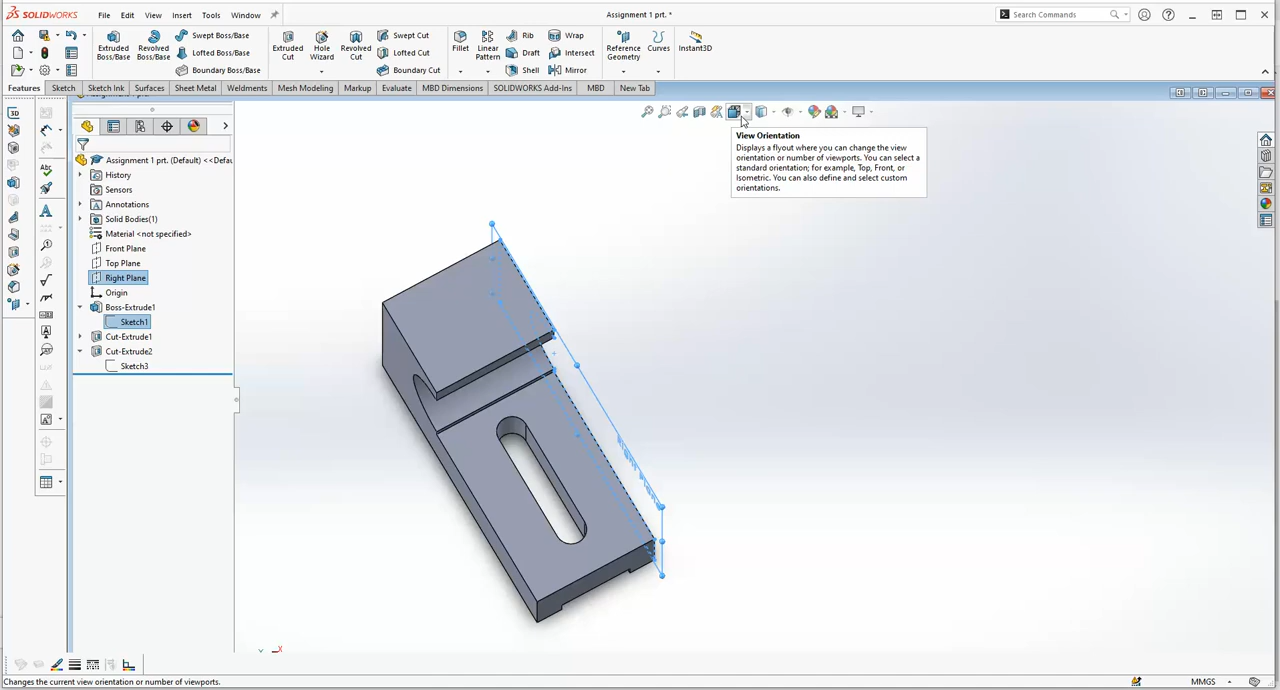 SOLIDWORKS
File
Edit
View
Insert
Tools
Window
Assignment 1 prt. *
Search Commands
Extruded Boss/Base
Revolved Boss/Base
Swept Boss/Base
Lofted Boss/Base
Boundary Boss/Base
Extruded Cut
Hole Wizard
Revolved Cut
Swept Cut
Lofted Cut
Boundary Cut
Fillet
Linear Pattern
Rib
Draft
Shell
Wrap
Intersect
Mirror
Reference Geometry
Curves
Instant3D
Features
Sketch
Sketch Ink
Surfaces
Sheet Metal
Weldments
Mesh Modeling
Markup
Evaluate
MBD Dimensions
SOLIDWORKS Add-Ins
MBD
New Tab
View Orientation
Displays a flyout where you can change the view
orientation or number of viewports. You can select a
standard orientation; for example, Top, Front, or
Isometric. You can also define and select custom
orientations.
Assignment 1 prt. (Default) <<Defau
History
Sensors
Annotations
Solid Bodies(1)
Material <not specified>
Front Plane
Top Plane
Right Plane
Origin
Boss-Extrude1
Sketch1
Cut-Extrude1
Cut-Extrude2
Sketch3
Changes the current view orientation or number of viewports.
MMGS